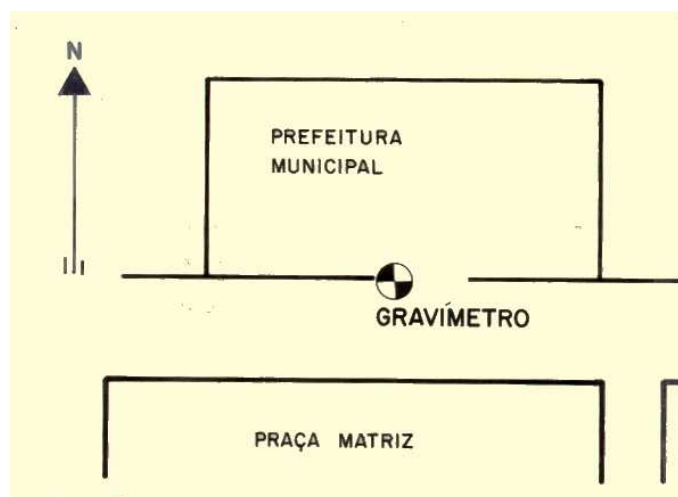 N
PREFEITURA
MUNICIPAL
GRAVÍMETRO
PRAÇA MATRIZ